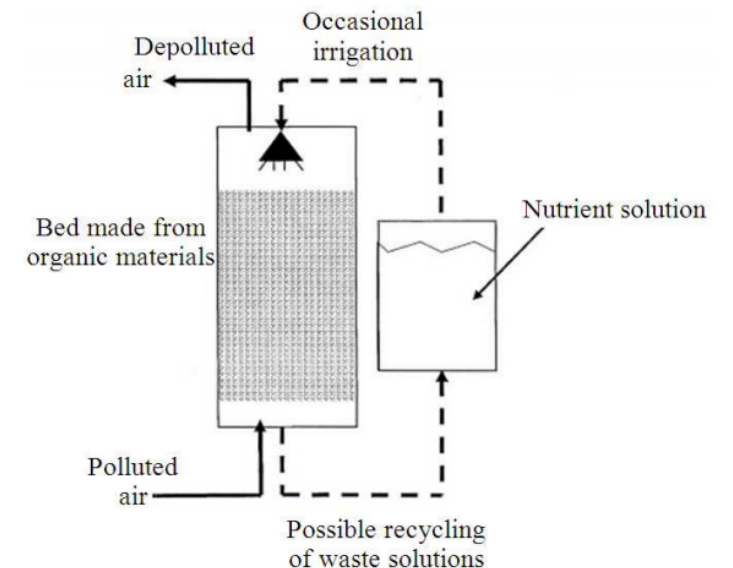 Occasional
irrigation
Depolluted
air
Nutrient solution
Bed made from
organic materials
Polluted
air
Possible recycling
of waste solutions